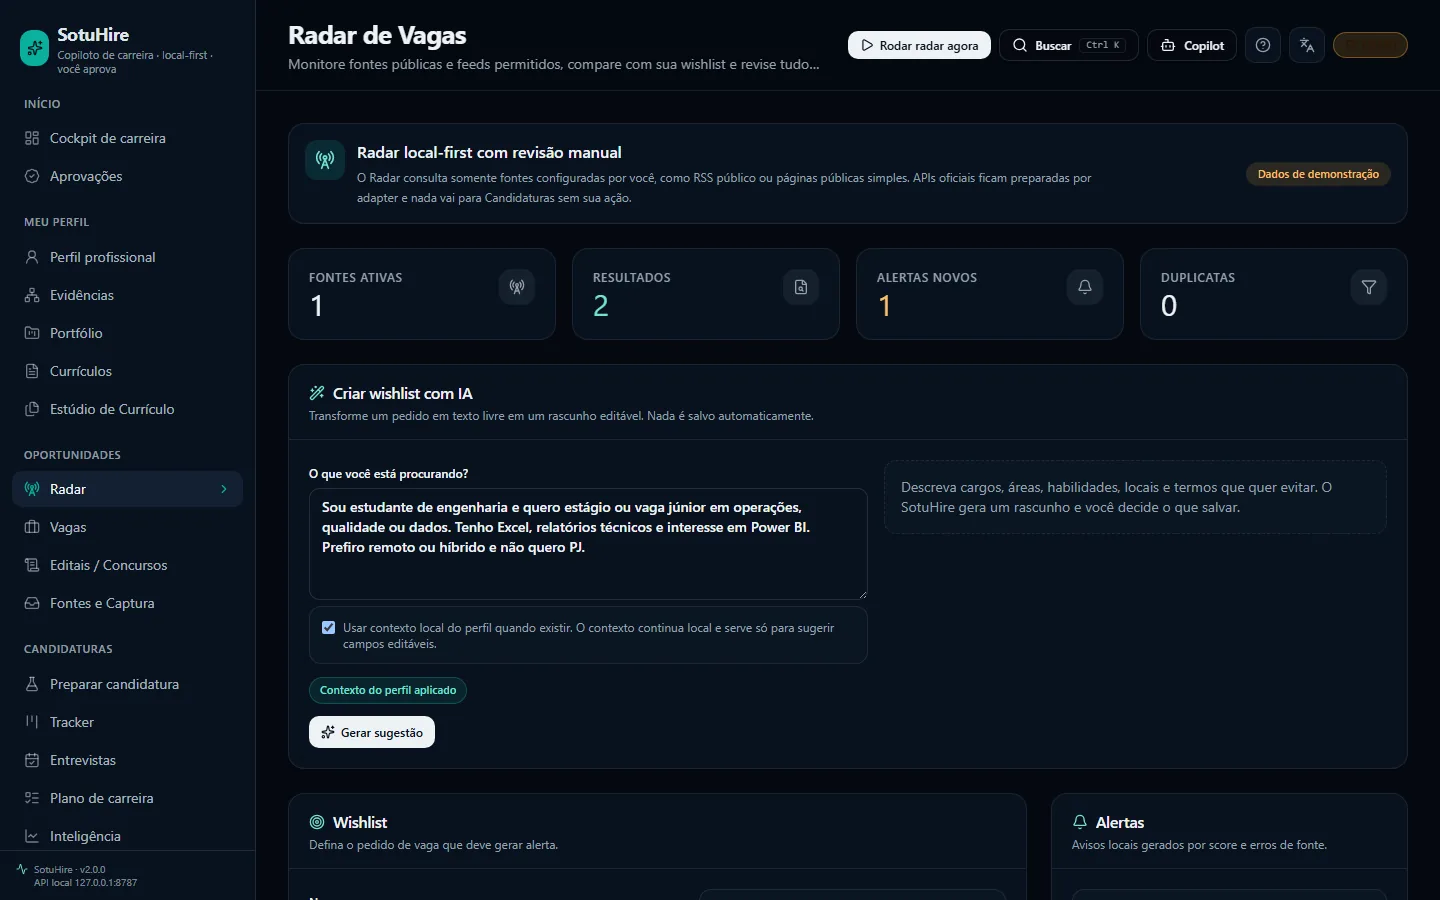 SotuHire
Copiloto de carreira · local-first ·
você aprova
INÍCIO
Cockpit de carreira
Aprovações
MEU PERFIL
Perfil profissional
Evidências
Portfólio
Currículos
Estúdio de Currículo
OPORTUNIDADES
Radar
Vagas
Editais / Concursos
Fontes e Captura
CANDIDATURAS
Preparar candidatura
Tracker
Entrevistas
Plano de carreira
Inteligência
SotuHire · v2.0.0
API local 127.0.0.1:8787
Radar de Vagas
Monitore fontes públicas e feeds permitidos, compare com sua wishlist e revise tudo...
Rodar radar agora
Buscar Ctrl K
Copilot
Radar local-first com revisão manual
O Radar consulta somente fontes configuradas por você, como RSS público ou páginas públicas simples. APIs oficiais ficam preparadas por
adapter e nada vai para Candidaturas sem sua ação.
Dados de demonstração
FONTES ATIVAS
1
RESULTADOS
2
ALERTAS NOVOS
1
DUPLICATAS
0
Criar wishlist com IA
Transforme um pedido em texto livre em um rascunho editável. Nada é salvo automaticamente.
O que você está procurando?
Sou estudante de engenharia e quero estágio ou vaga júnior em operações,
qualidade ou dados. Tenho Excel, relatórios técnicos e interesse em Power BI.
Prefiro remoto ou híbrido e não quero PJ.
Usar contexto local do perfil quando existir. O contexto continua local e serve só para sugerir
campos editáveis.
Contexto do perfil aplicado
Gerar sugestão
Descreva cargos, áreas, habilidades, locais e termos que quer evitar. O
SotuHire gera um rascunho e você decide o que salvar.
Wishlist
Defina o pedido de vaga que deve gerar alerta.
Alertas
Avisos locais gerados por score e erros de fonte.